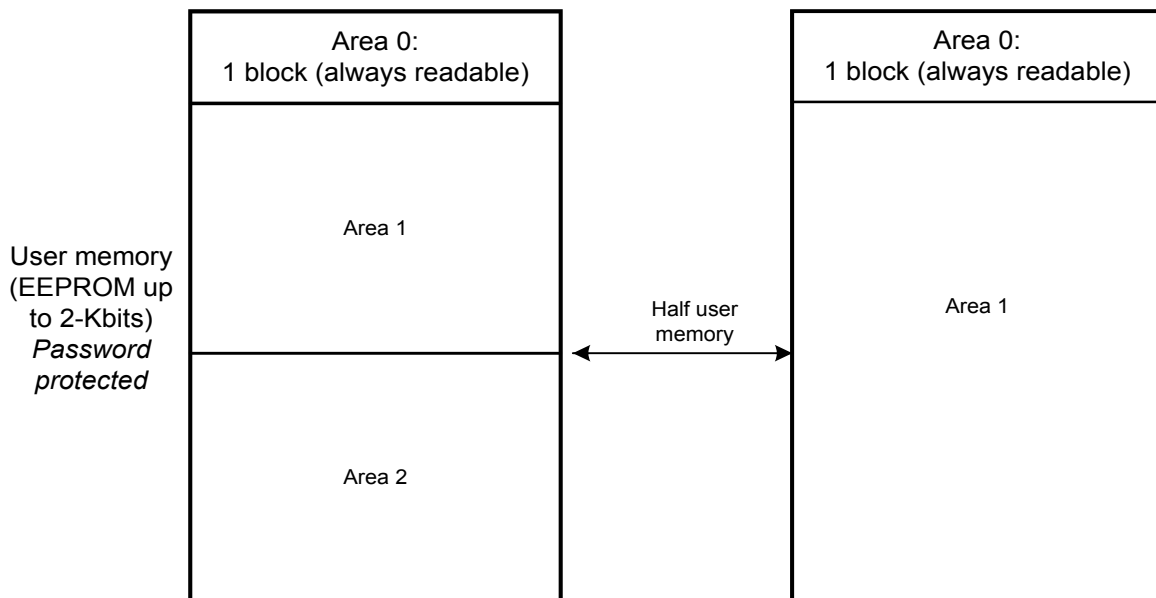 Area 0:
1 block (always readable)
Area 1
Area 2
User memory
(EEPROM up
to 2-Kbits)
Password
protected
Half user
memory
Area 0:
1 block (always readable)
Area 1